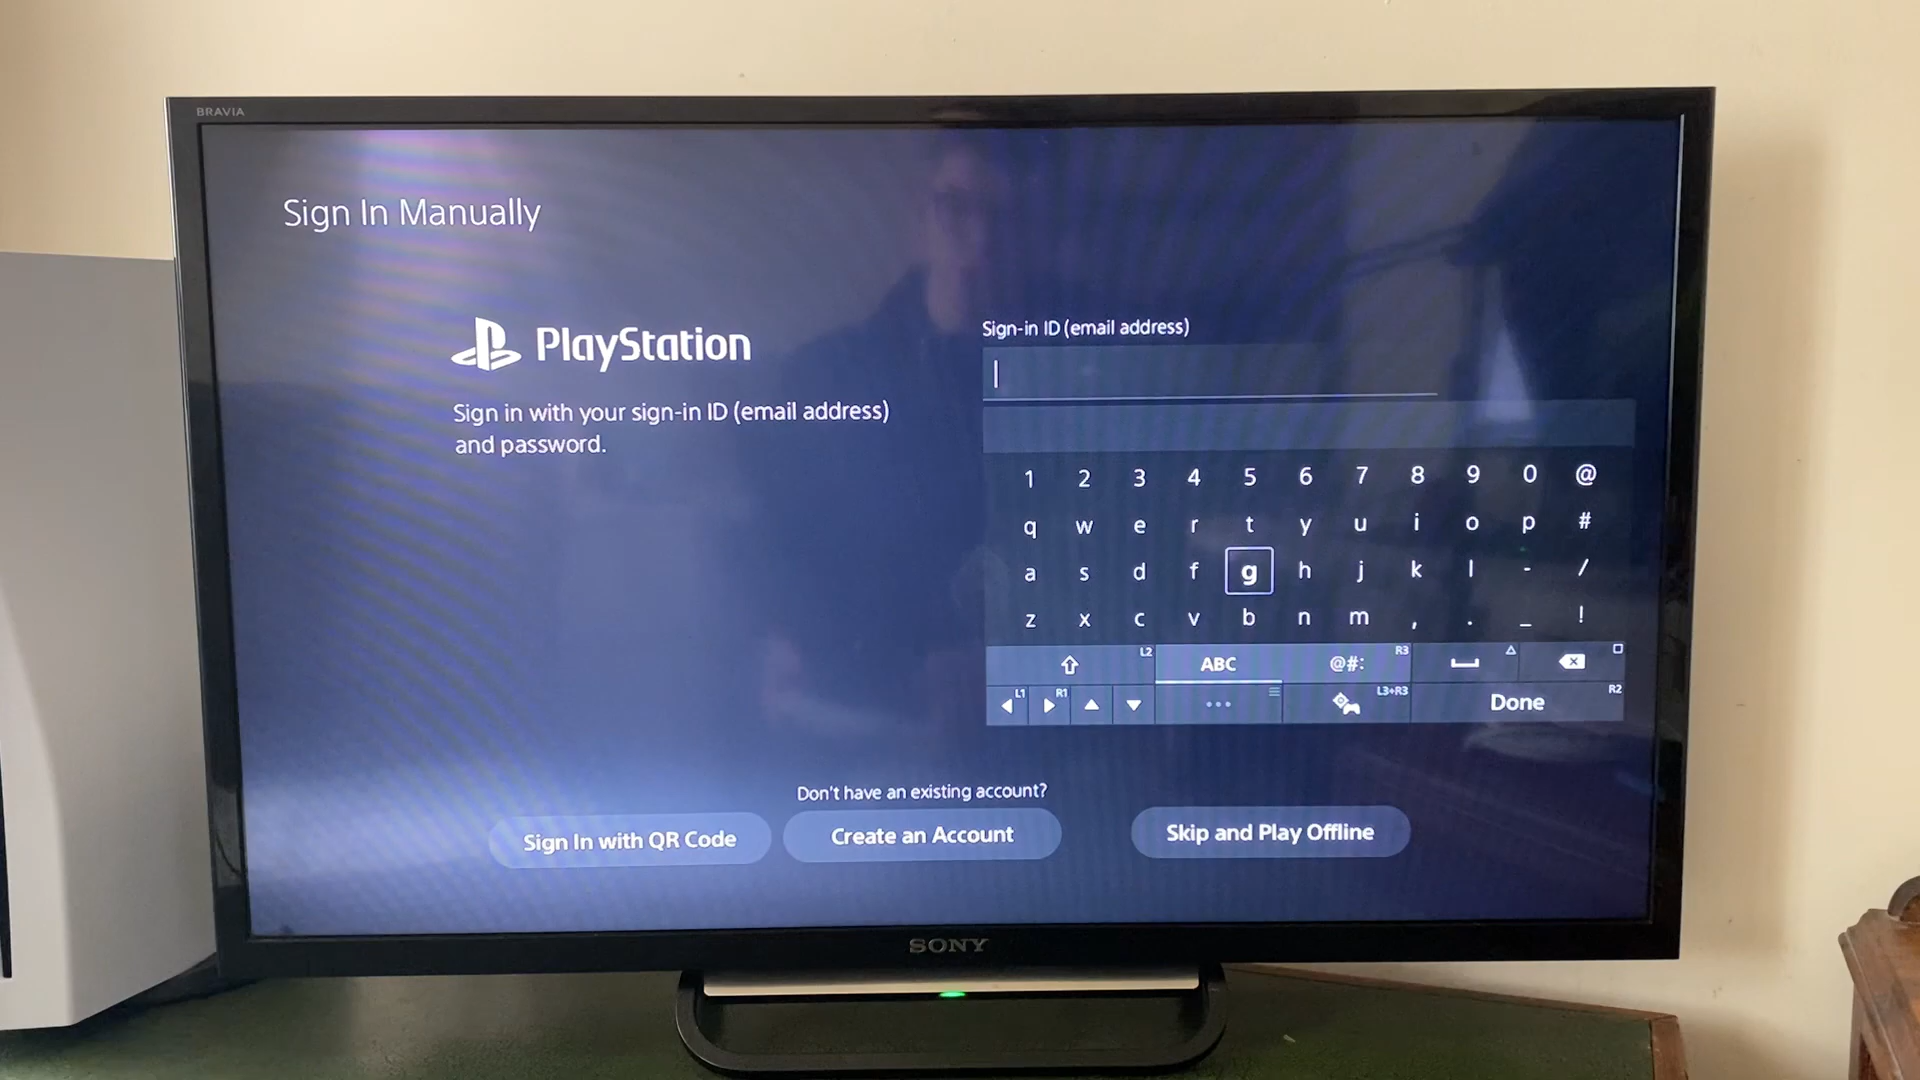 BRAVIA
Sign In Manually
PlayStation
Sign in with your sign-in ID (email address)
and password.
Sign-in ID (email address)
1 2 3 4 5 6 7 8 9 0 @
q w e r t y u i o p #
a s d f g h j k l - /
z x c v b n m , . _ !
L2 ABC @#: R3
L1 R1 ... L3+R3 Done R2
Don't have an existing account?
Sign In with QR Code Create an Account Skip and Play Offline
SONY